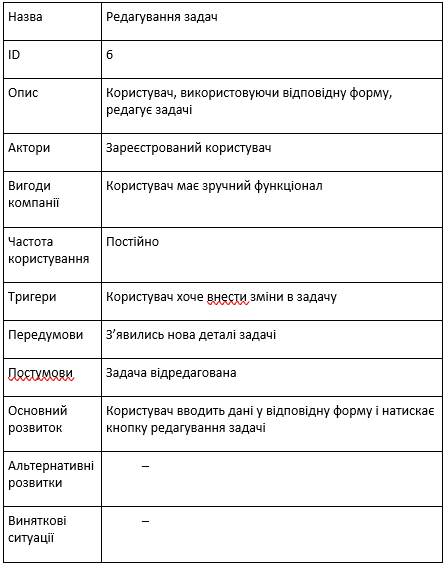 Назва Редагування задач
ID 6
Опис Користувач, використовуючи відповідну форму,
редагує задачі
Актори Зареєстрований користувач
Вигоди Користувач має зручний функціонал
компанії
Частота Постійно
користування
Тригери Користувач хоче внести зміни в задачу
Передумови З’явились нова деталі задачі
Постумови Задача відредагована
Основний Користувач вводить дані у відповідну форму і натискає
розвиток кнопку редагування задачі
Альтернативні –
розвитки
Виняткові –
ситуації